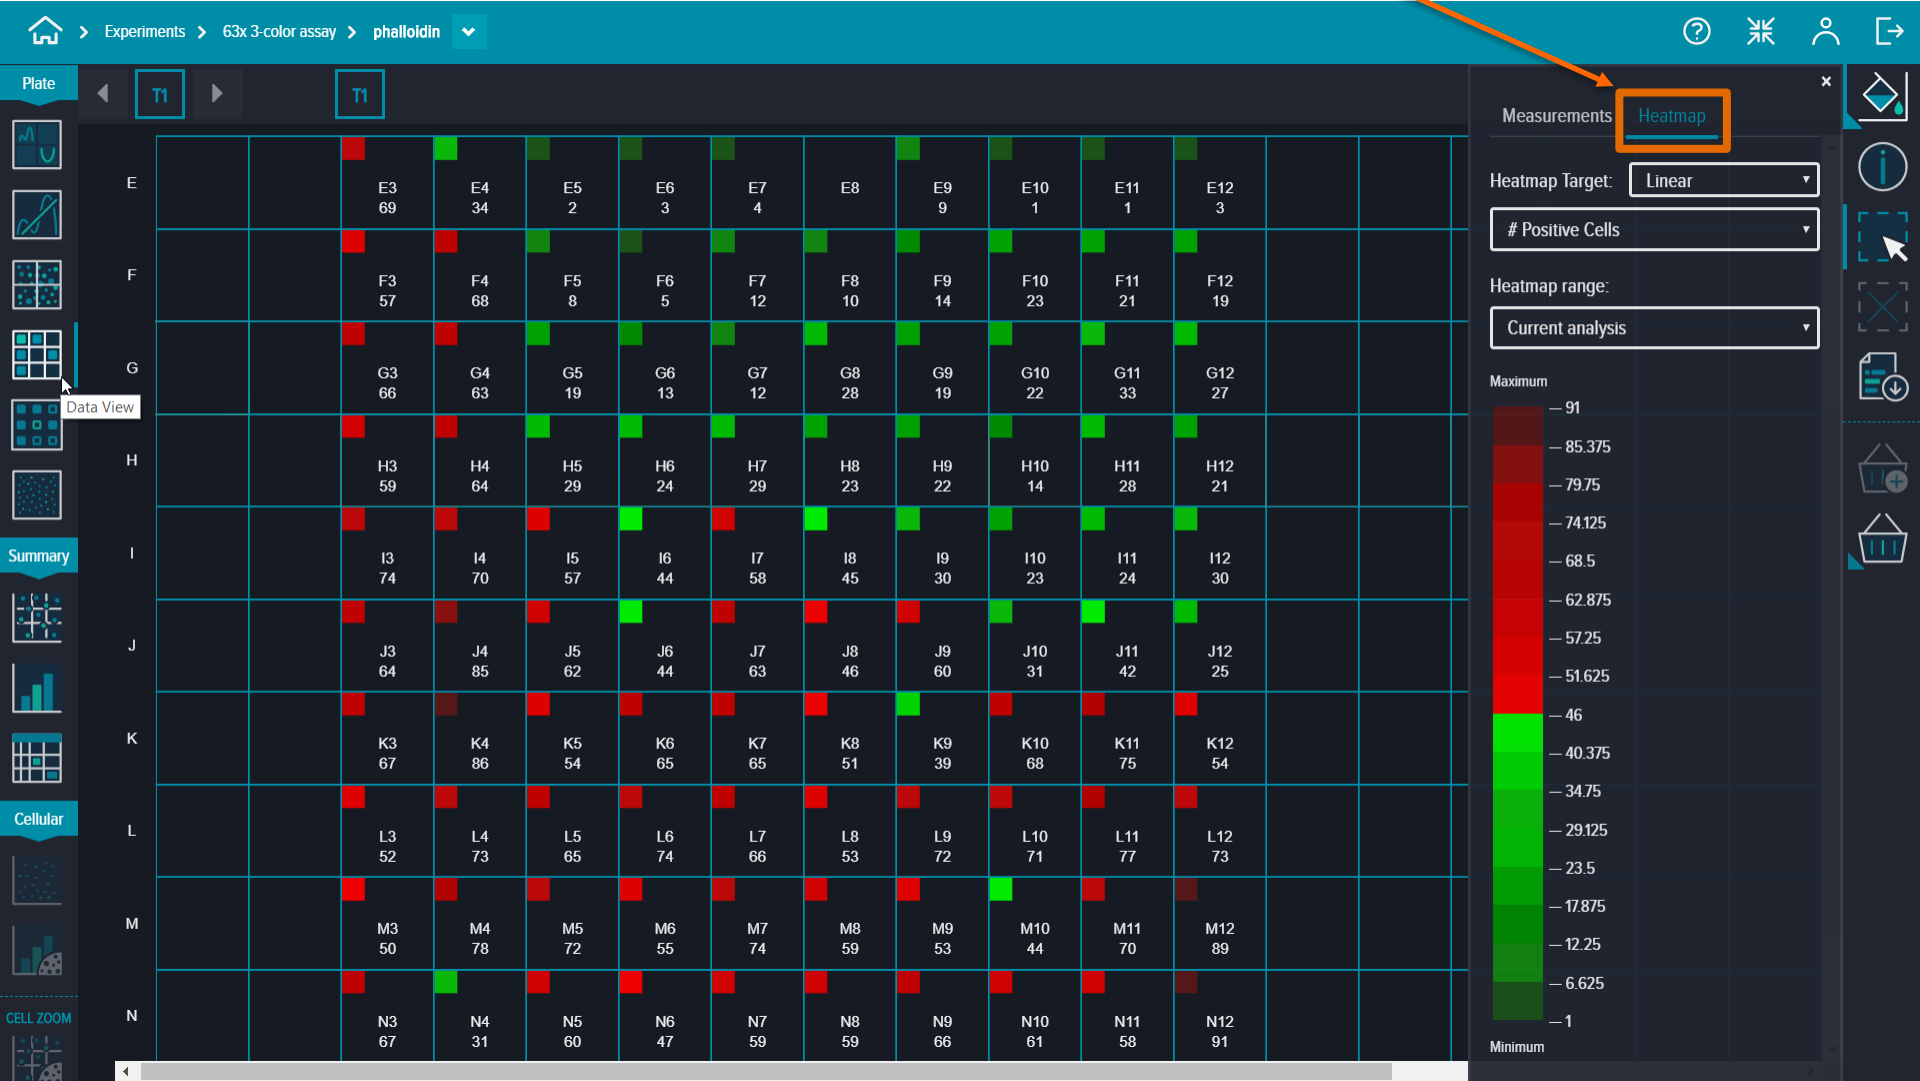 Experiments 63x 3-color assay phalloidin
Plate
T1 T1
Measurements Heatmap
Heatmap Target: Linear
# Positive Cells
Heatmap range:
Current analysis
Maximum
91
85.375
79.75
74.125
68.5
62.875
57.25
51.625
46
40.375
34.75
29.125
23.5
17.875
12.25
6.625
1
Minimum
Data View
Summary
Cellular
CELL ZOOM
E
E3 E4 E5 E6 E7 E8 E9 E10 E11 E12
69 34 2 3 4 9 1 1 3
F
F3 F4 F5 F6 F7 F8 F9 F10 F11 F12
57 68 8 5 12 10 14 23 21 19
G
G3 G4 G5 G6 G7 G8 G9 G10 G11 G12
66 63 19 13 12 28 19 22 33 27
H
H3 H4 H5 H6 H7 H8 H9 H10 H11 H12
59 64 29 24 29 23 22 14 28 21
I
I3 I4 I5 I6 I7 I8 I9 I10 I11 I12
74 70 57 44 58 45 30 23 24 30
J
J3 J4 J5 J6 J7 J8 J9 J10 J11 J12
64 85 62 44 63 46 60 31 42 25
K
K3 K4 K5 K6 K7 K8 K9 K10 K11 K12
67 86 54 65 65 51 39 68 75 54
L
L3 L4 L5 L6 L7 L8 L9 L10 L11 L12
52 73 65 74 66 53 72 71 77 73
M
M3 M4 M5 M6 M7 M8 M9 M10 M11 M12
50 78 72 55 74 59 53 44 70 89
N
N3 N4 N5 N6 N7 N8 N9 N10 N11 N12
67 31 60 47 59 59 66 61 58 91